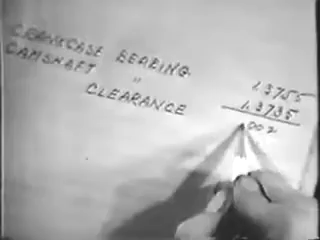 CRANKCASE BEARING 1.3755
CAMSHAFT " 1.3735
CLEARANCE .002